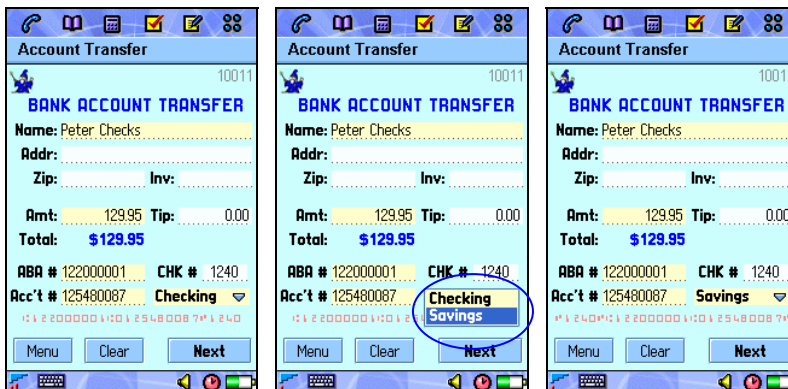 Account Transfer
10011
BANK ACCOUNT TRANSFER
Name: Peter Checks
Addr:
Zip: Inv:
Amt: 129.95 Tip: 0.00
Total: $129.95
ABA # 122000001 CHK # 1240
Acc't # 125480087 Checking
Menu Clear Next
Account Transfer
10011
BANK ACCOUNT TRANSFER
Name: Peter Checks
Addr:
Zip: Inv:
Amt: 129.95 Tip: 0.00
Total: $129.95
ABA # 122000001 CHK # 1240
Acc't # 125480087 Checking
Savings
Menu Clear Next
Account Transfer
1001
BANK ACCOUNT TRANSFER
Name: Peter Checks
Addr:
Zip: Inv:
Amt: 129.95 Tip: 0.00
Total: $129.95
ABA # 122000001 CHK # 1240
Acc't # 125480087 Savings
Menu Clear Next